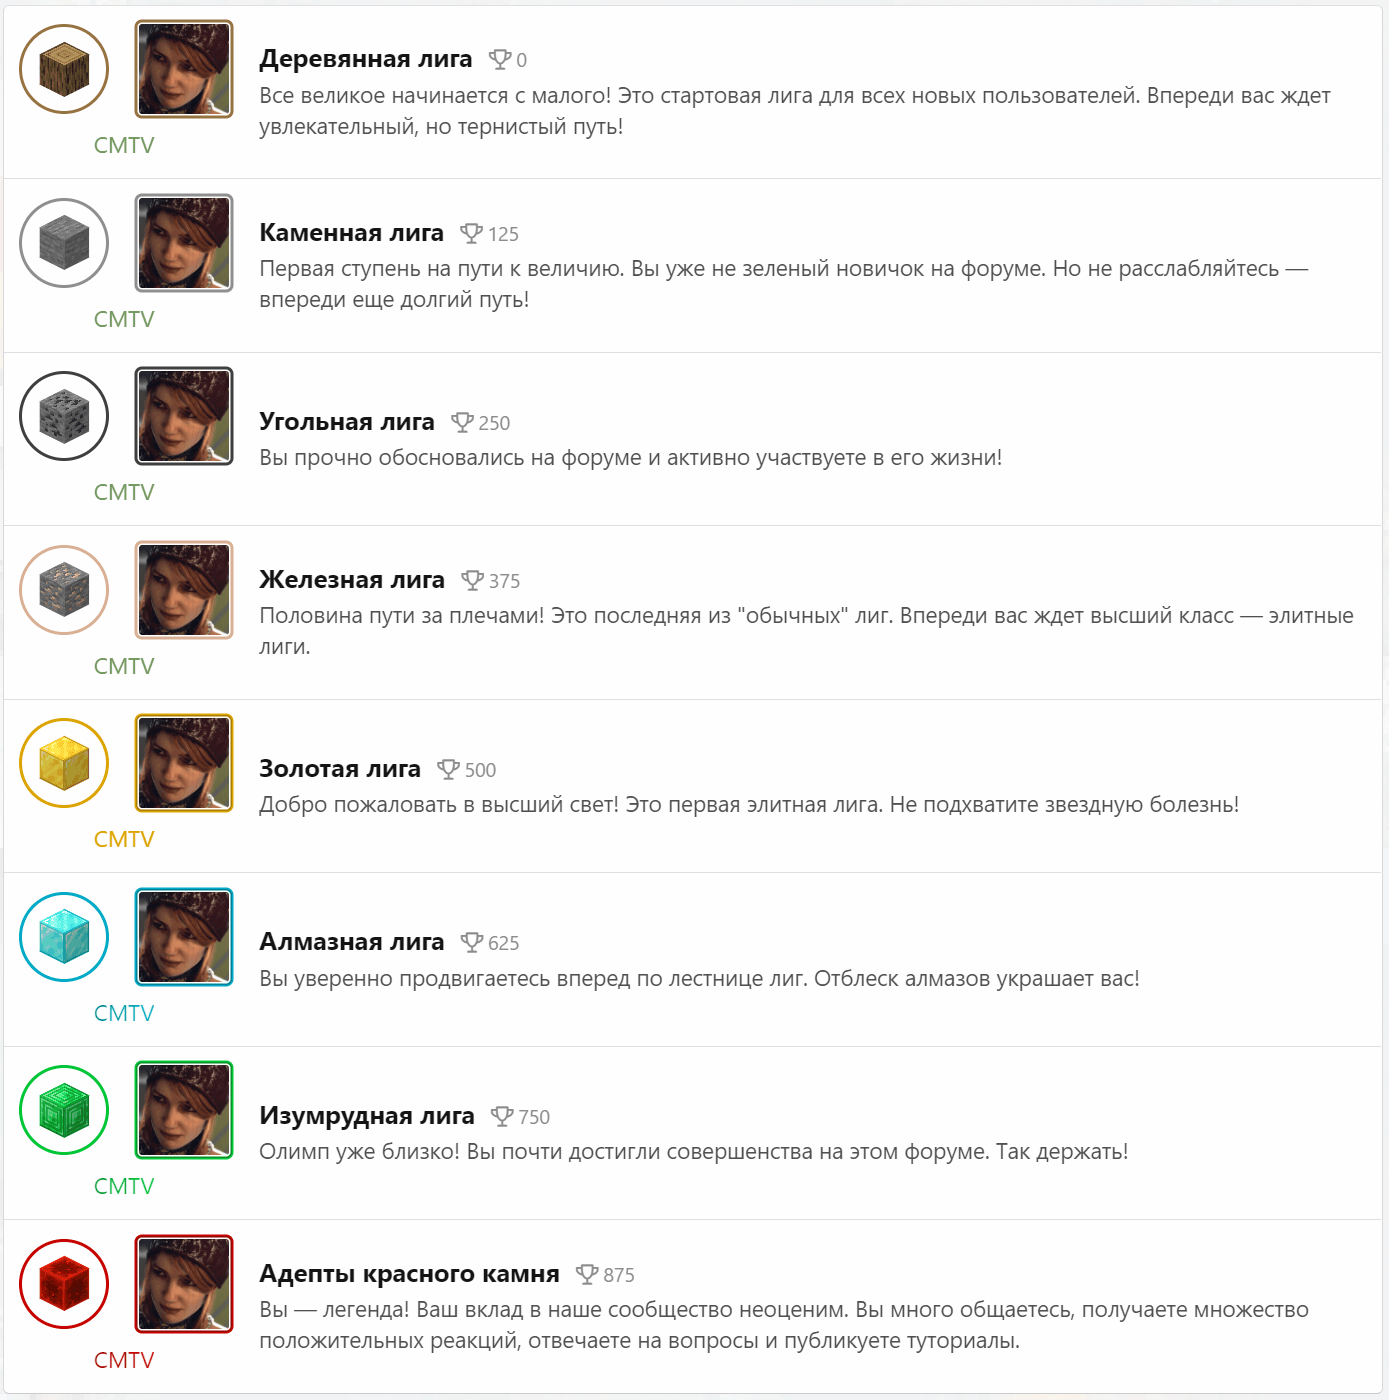 Деревянная лига 0
Все великое начинается с малого! Это стартовая лига для всех новых пользователей. Впереди вас ждет
увлекательный, но тернистый путь!
CMTV
Каменная лига 125
Первая ступень на пути к величию. Вы уже не зеленый новичок на форуме. Но не расслабляйтесь —
впереди еще долгий путь!
CMTV
Угольная лига 250
Вы прочно обосновались на форуме и активно участвуете в его жизни!
CMTV
Железная лига 375
Половина пути за плечами! Это последняя из "обычных" лиг. Впереди вас ждет высший класс — элитные
лиги.
CMTV
Золотая лига 500
Добро пожаловать в высший свет! Это первая элитная лига. Не подхватите звездную болезнь!
CMTV
Алмазная лига 625
Вы уверенно продвигаетесь вперед по лестнице лиг. Отблеск алмазов украшает вас!
CMTV
Изумрудная лига 750
Олимп уже близко! Вы почти достигли совершенства на этом форуме. Так держать!
CMTV
Адепты красного камня 875
Вы — легенда! Ваш вклад в наше сообщество неоценим. Вы много общаетесь, получаете множество
положительных реакций, отвечаете на вопросы и публикуете туториалы.
CMTV